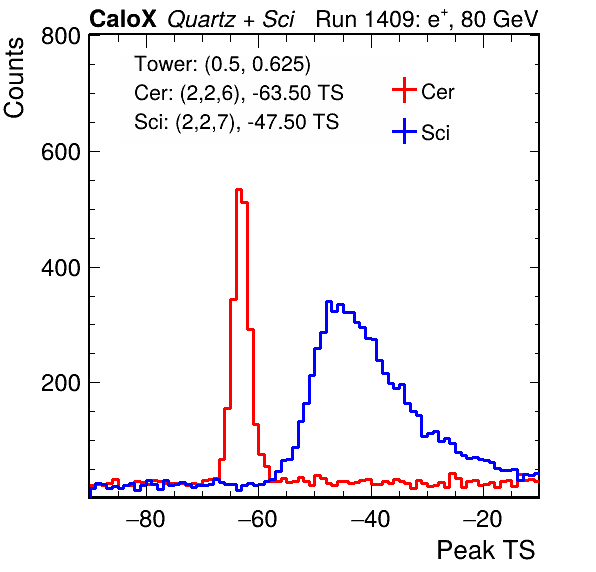 CaloX Quartz + Sci Run 1409: e⁺, 80 GeV
Counts
800
600
400
200
Tower: (0.5, 0.625)
Cer: (2,2,6), -63.50 TS
Sci: (2,2,7), -47.50 TS
Cer
Sci
−80 −60 −40 −20
Peak TS